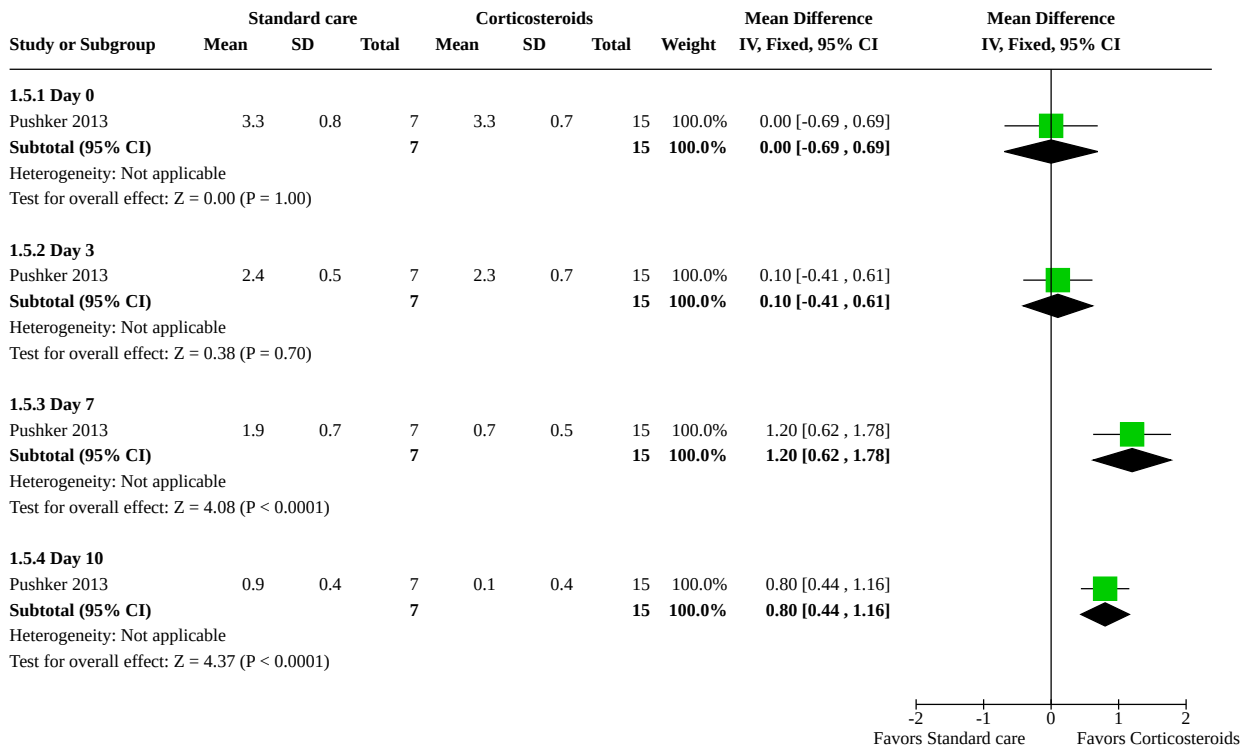 Standard care Corticosteroids Mean Difference Mean Difference
Study or Subgroup Mean SD Total Mean SD Total Weight IV, Fixed, 95% CI IV, Fixed, 95% CI
1.5.1 Day 0
Pushker 2013 3.3 0.8 7 3.3 0.7 15 100.0% 0.00 [-0.69 , 0.69]
Subtotal (95% CI) 7 15 100.0% 0.00 [-0.69 , 0.69]
Heterogeneity: Not applicable
Test for overall effect: Z = 0.00 (P = 1.00)
1.5.2 Day 3
Pushker 2013 2.4 0.5 7 2.3 0.7 15 100.0% 0.10 [-0.41 , 0.61]
Subtotal (95% CI) 7 15 100.0% 0.10 [-0.41 , 0.61]
Heterogeneity: Not applicable
Test for overall effect: Z = 0.38 (P = 0.70)
1.5.3 Day 7
Pushker 2013 1.9 0.7 7 0.7 0.5 15 100.0% 1.20 [0.62 , 1.78]
Subtotal (95% CI) 7 15 100.0% 1.20 [0.62 , 1.78]
Heterogeneity: Not applicable
Test for overall effect: Z = 4.08 (P < 0.0001)
1.5.4 Day 10
Pushker 2013 0.9 0.4 7 0.1 0.4 15 100.0% 0.80 [0.44 , 1.16]
Subtotal (95% CI) 7 15 100.0% 0.80 [0.44 , 1.16]
Heterogeneity: Not applicable
Test for overall effect: Z = 4.37 (P < 0.0001)
-2 -1 0 1 2
Favors Standard care Favors Corticosteroids